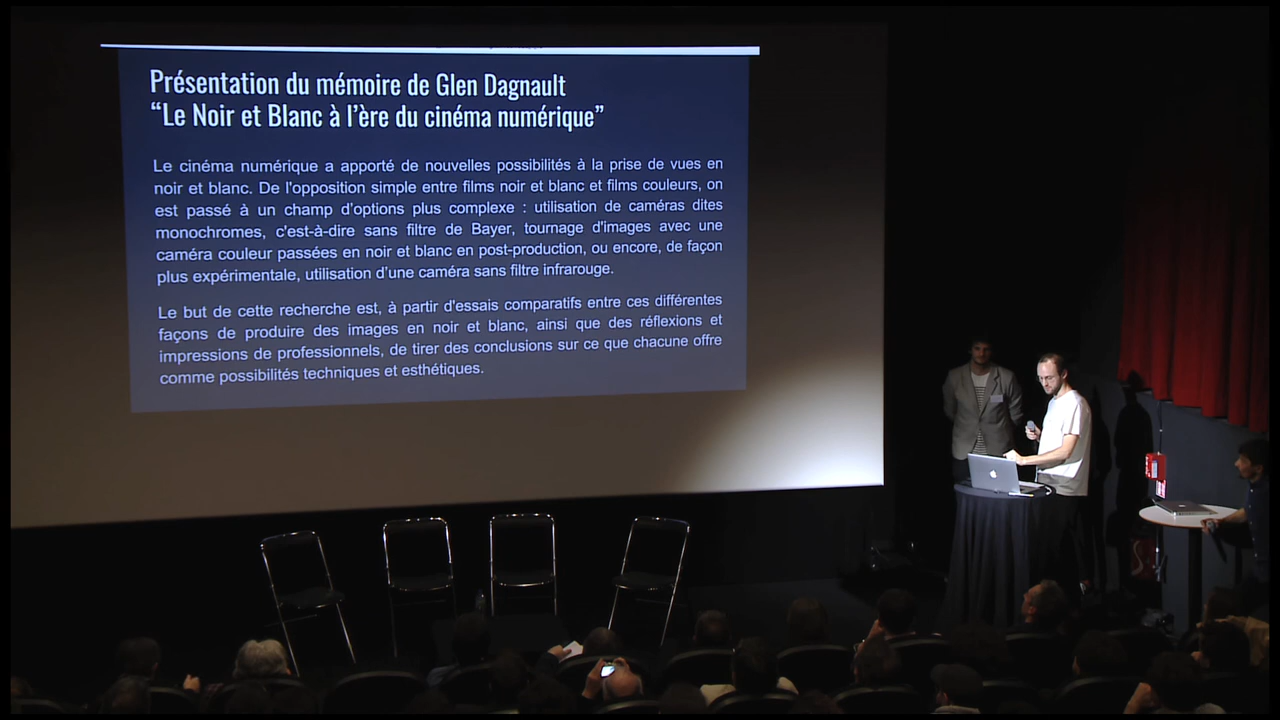 Présentation du mémoire de Glen Dagnault
“Le Noir et Blanc à l’ère du cinéma numérique”
Le cinéma numérique a apporté de nouvelles possibilités à la prise de vues en
noir et blanc. De l'opposition simple entre films noir et blanc et films couleurs, on
est passé à un champ d’options plus complexe : utilisation de caméras dites
monochromes, c'est-à-dire sans filtre de Bayer, tournage d'images avec une
caméra couleur passées en noir et blanc en post-production, ou encore, de façon
plus expérimentale, utilisation d’une caméra sans filtre infrarouge.
Le but de cette recherche est, à partir d'essais comparatifs entre ces différentes
façons de produire des images en noir et blanc, ainsi que des réflexions et
impressions de professionnels, de tirer des conclusions sur ce que chacune offre
comme possibilités techniques et esthétiques.